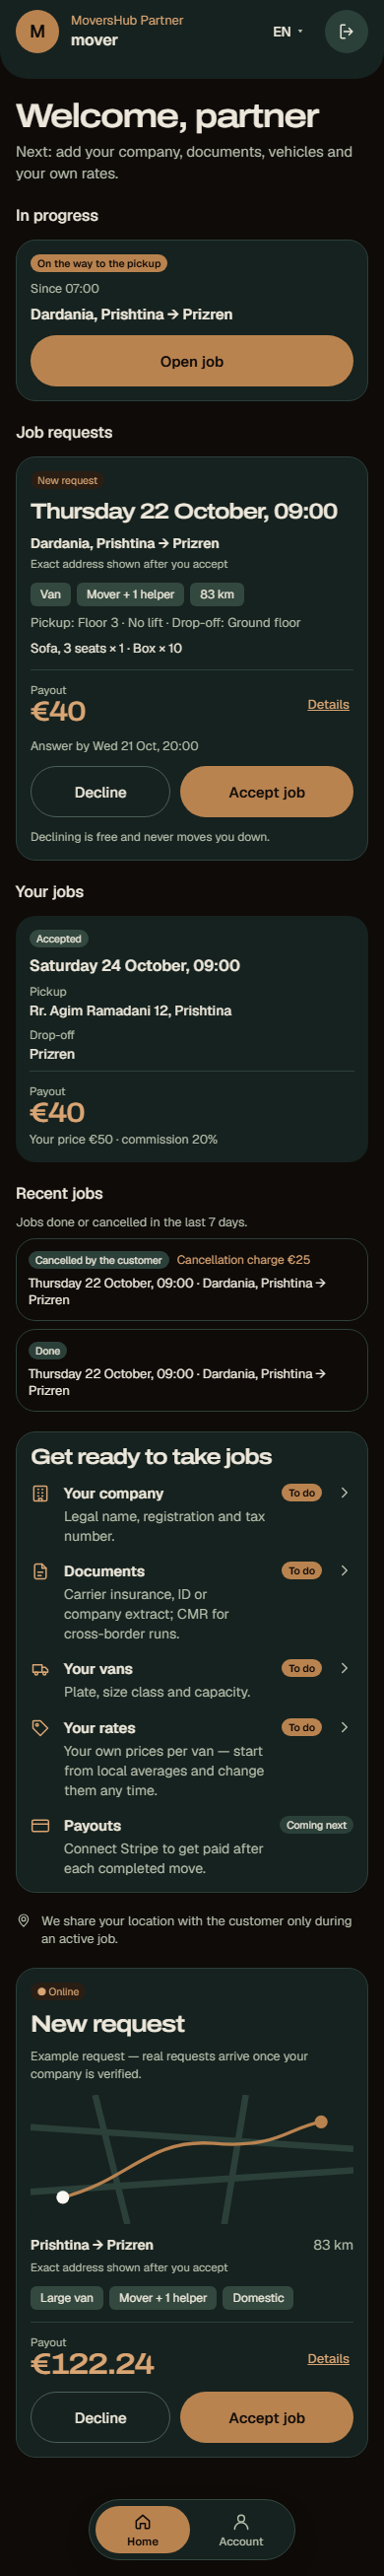 M
MoversHub Partner
mover
EN
Welcome, partner
Next: add your company, documents, vehicles and
your own rates.
In progress
On the way to the pickup
Since 07:00
Dardania, Prishtina → Prizren
Open job
Job requests
New request
Thursday 22 October, 09:00
Dardania, Prishtina → Prizren
Exact address shown after you accept
Van
Mover + 1 helper
83 km
Pickup: Floor 3 · No lift · Drop-off: Ground floor
Sofa, 3 seats × 1 · Box × 10
Payout
€40
Details
Answer by Wed 21 Oct, 20:00
Decline
Accept job
Declining is free and never moves you down.
Your jobs
Accepted
Saturday 24 October, 09:00
Pickup
Rr. Agim Ramadani 12, Prishtina
Drop-off
Prizren
Payout
€40
Your price €50 · commission 20%
Recent jobs
Jobs done or cancelled in the last 7 days.
Cancelled by the customer
Cancellation charge €25
Thursday 22 October, 09:00 · Dardania, Prishtina →
Prizren
Done
Thursday 22 October, 09:00 · Dardania, Prishtina →
Prizren
Get ready to take jobs
Your company
To do
Legal name, registration and tax
number.
Documents
To do
Carrier insurance, ID or
company extract; CMR for
cross-border runs.
Your vans
To do
Plate, size class and capacity.
Your rates
To do
Your own prices per van — start
from local averages and change
them any time.
Payouts
Coming next
Connect Stripe to get paid after
each completed move.
We share your location with the customer only during
an active job.
Online
New request
Example request — real requests arrive once your
company is verified.
Prishtina → Prizren
83 km
Exact address shown after you accept
Large van
Mover + 1 helper
Domestic
Payout
€122.24
Details
Decline
Accept job
Home
Account